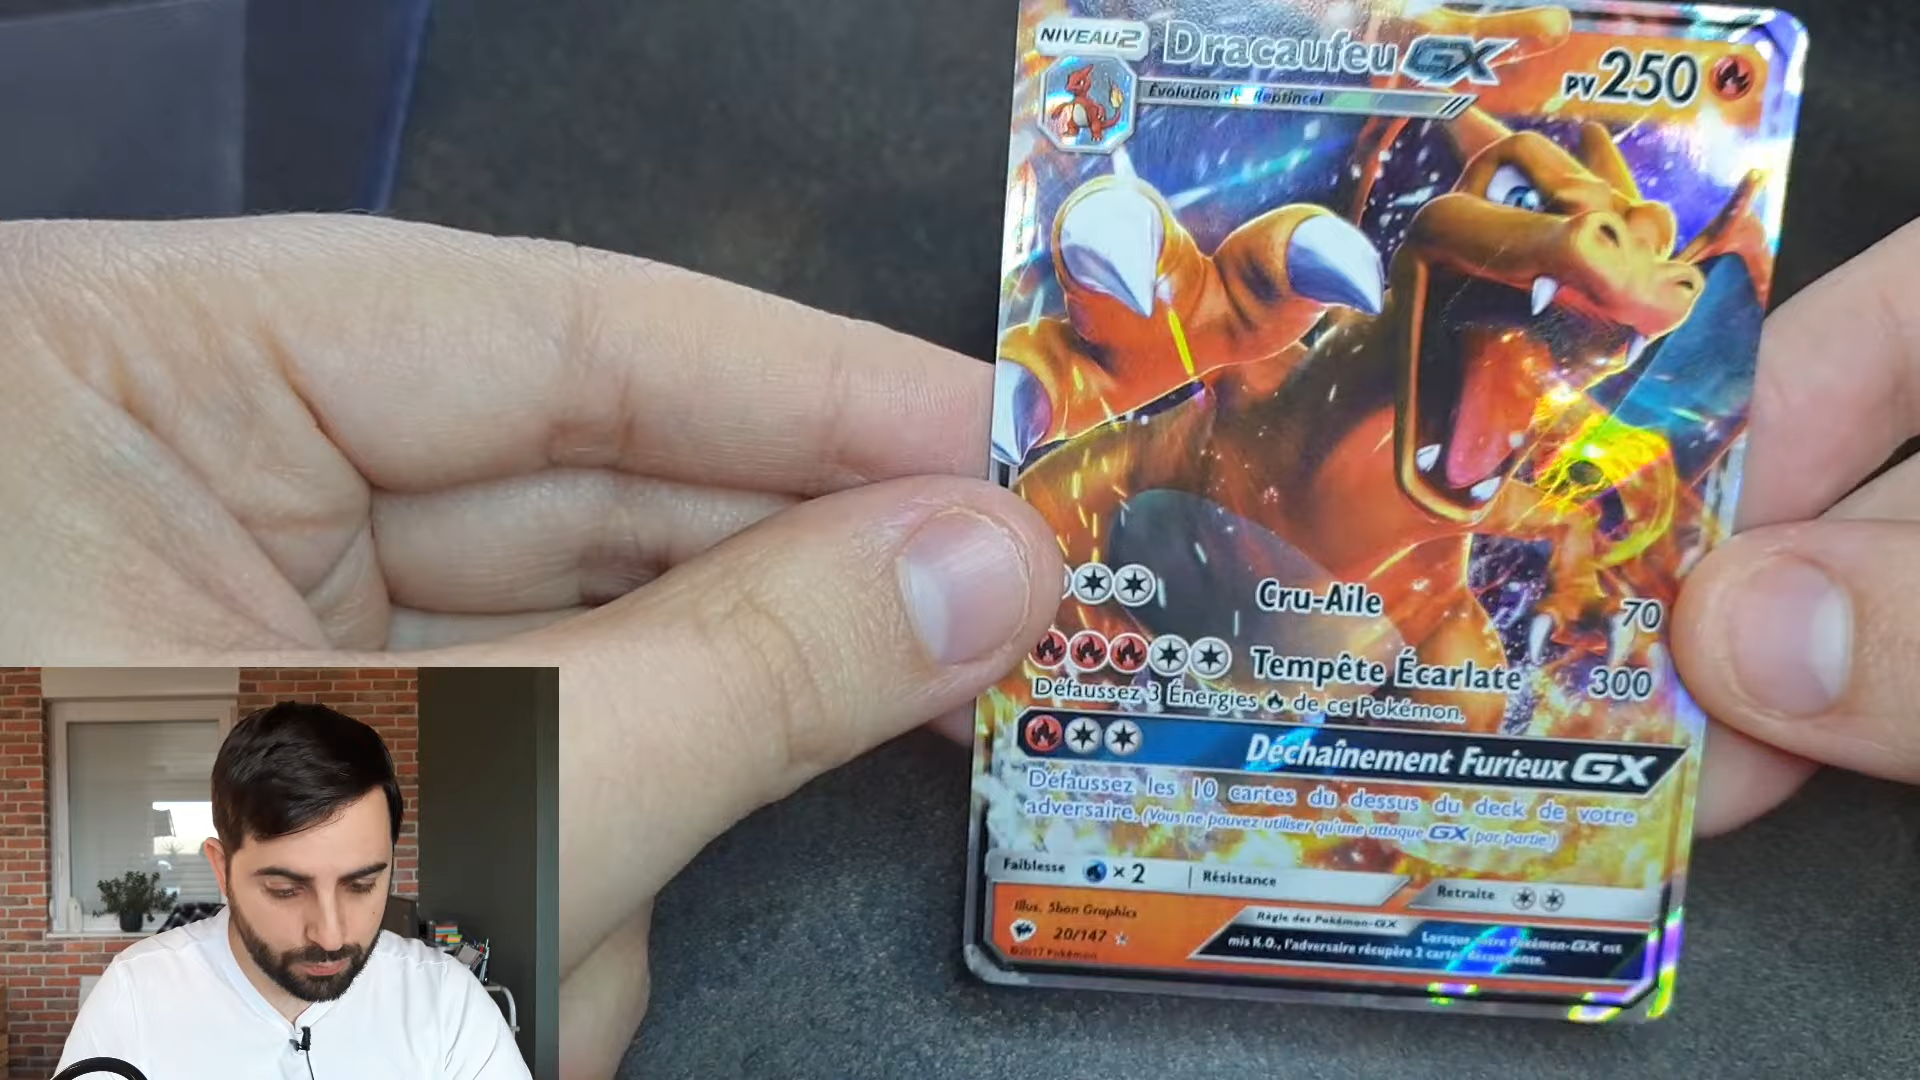 NIVEAU2 Dracaufeu GX PV250
Évolution de Reptincel
Cru-Aile 70
Tempête Écarlate 300
Défaussez 3 Énergies de ce Pokémon.
Déchaînement Furieux GX
Défaussez les 10 cartes du dessus du deck de votre
adversaire. (Vous ne pouvez utiliser qu'une attaque GX par partie.)
Faiblesse × 2 Résistance Retraite
Illus. 5ban Graphics
20/147
©2017 Pokémon
Règle des Pokémon-GX Lorsque votre Pokémon-GX est
mis K.O., l'adversaire récupère 2 cartes Récompense.